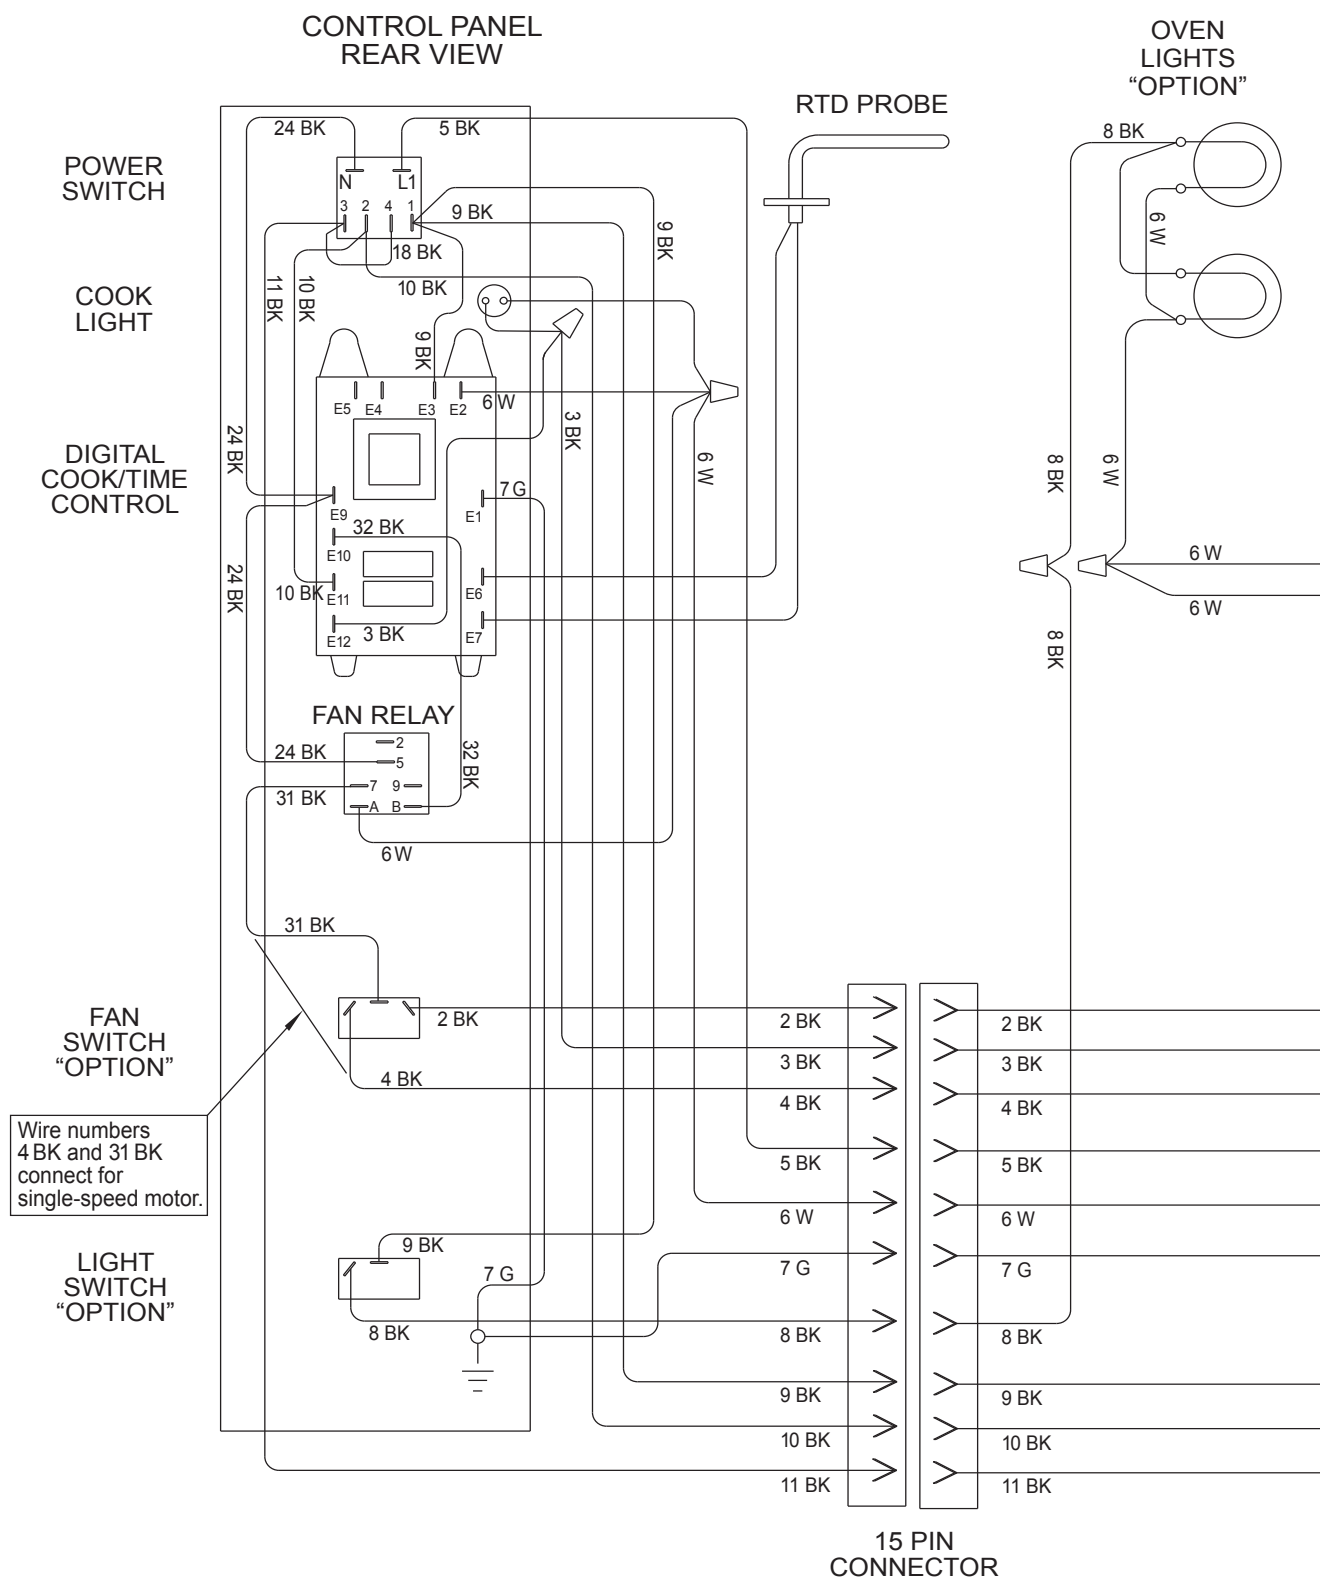 CONTROL PANEL
REAR VIEW
OVEN
LIGHTS
“OPTION”
RTD PROBE
24 BK
5 BK
8 BK
POWER
SWITCH
N
L1
3 2 4 1
9 BK
9 BK
6 W
18 BK
10 BK
11 BK
10 BK
COOK
LIGHT
9 BK
E5 E4 E3 E2
6 W
3 BK
24 BK
6 W
8 BK
6 W
DIGITAL
COOK/TIME
CONTROL
7 G
E9
E1
32 BK
E10
6 W
24 BK
10 BK
E11
E6
6 W
E12
3 BK
E7
8 BK
FAN RELAY
2
24 BK
5
32 BK
7 9
31 BK
A B
6 W
31 BK
FAN
SWITCH
“OPTION”
2 BK
2 BK
2 BK
3 BK
3 BK
4 BK
4 BK
4 BK
Wire numbers
4 BK and 31 BK
connect for
single-speed motor.
5 BK
5 BK
6 W
6 W
LIGHT
SWITCH
“OPTION”
9 BK
7 G
7 G
7 G
8 BK
8 BK
8 BK
9 BK
9 BK
10 BK
10 BK
11 BK
11 BK
15 PIN
CONNECTOR